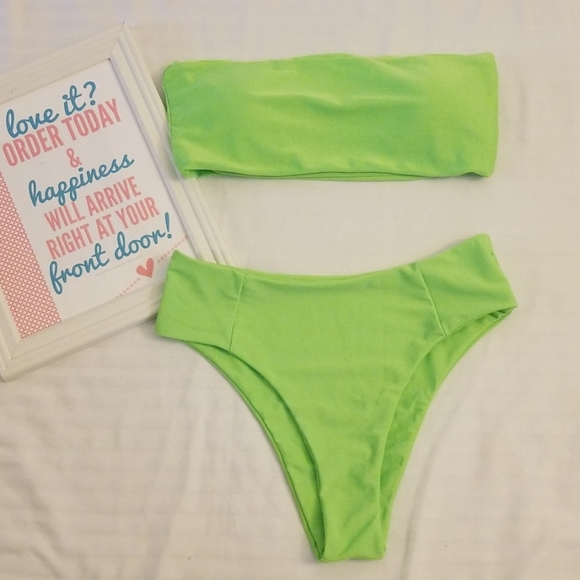 love it?
ORDER TODAY
&
happiness
WILL ARRIVE
RIGHT AT YOUR
front door!